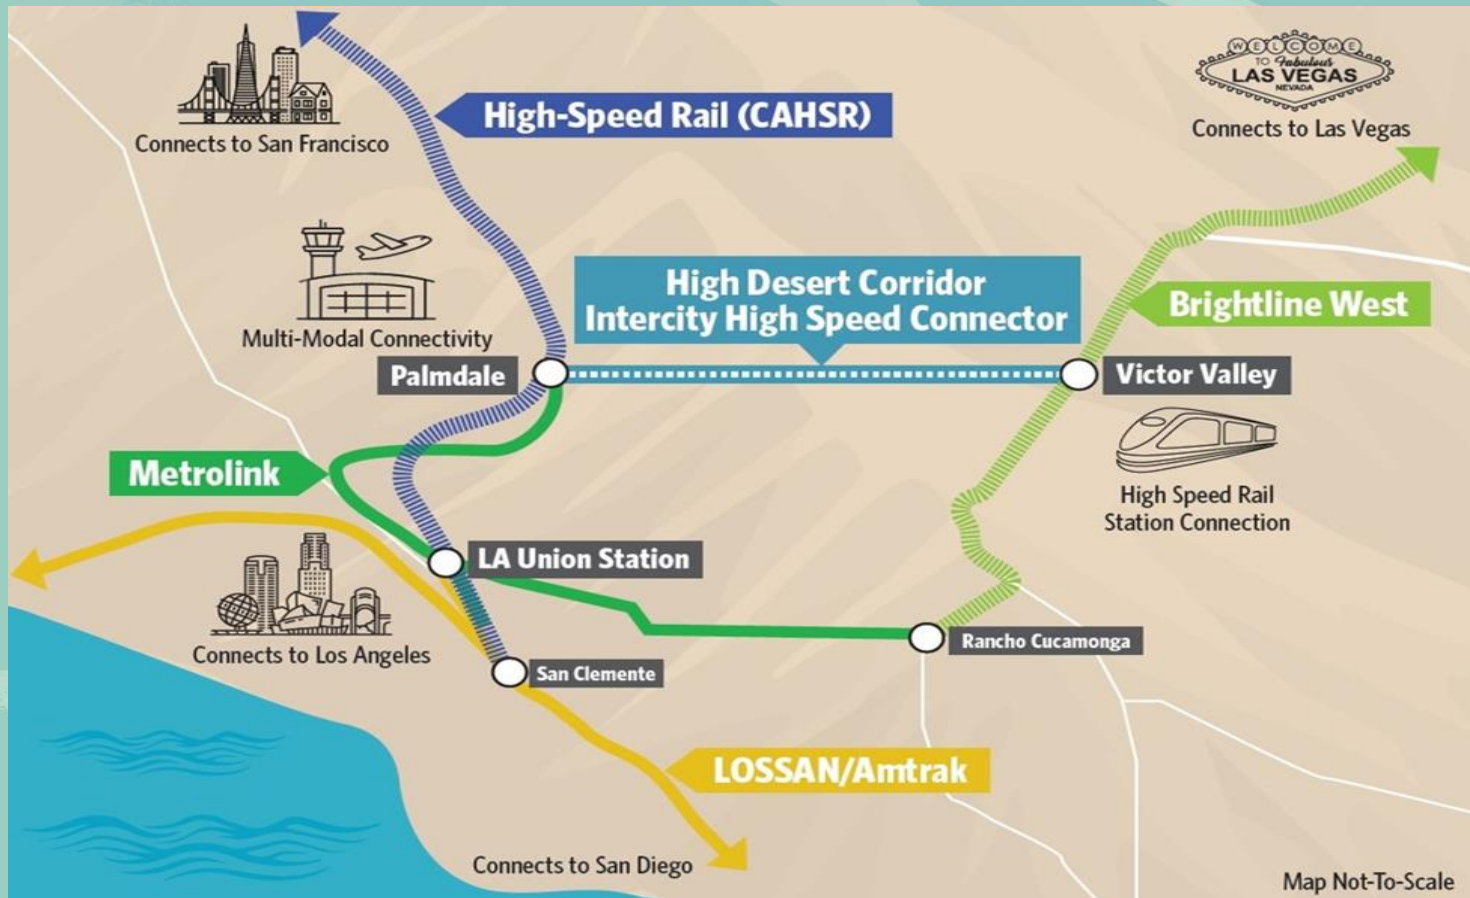 WELCOME
TO Fabulous
LAS VEGAS
NEVADA
Connects to Las Vegas
High-Speed Rail (CAHSR)
Connects to San Francisco
High Desert Corridor
Intercity High Speed Connector
Brightline West
Multi-Modal Connectivity
Palmdale
Victor Valley
Metrolink
High Speed Rail
Station Connection
LA Union Station
Connects to Los Angeles
Rancho Cucamonga
San Clemente
LOSSAN/Amtrak
Connects to San Diego
Map Not-To-Scale